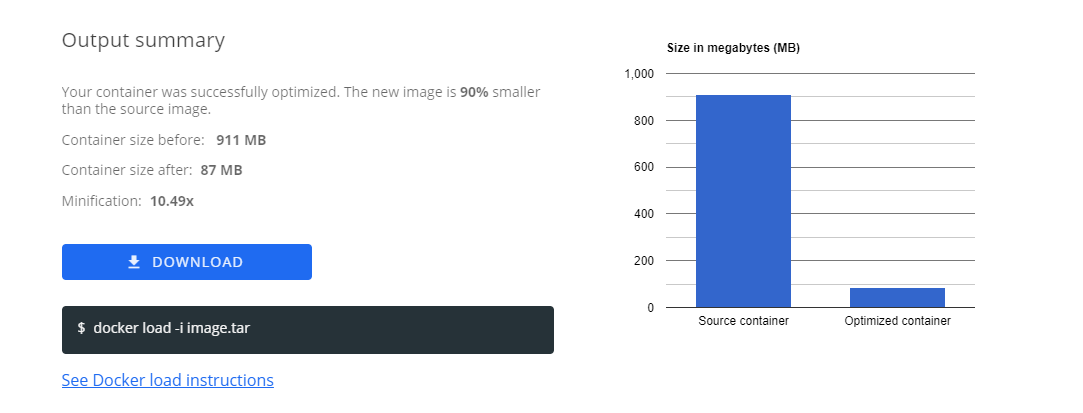 Output summary
Your container was successfully optimized. The new image is 90% smaller
than the source image.
Container size before: 911 MB
Container size after: 87 MB
Minification: 10.49x
DOWNLOAD
$ docker load -i image.tar
See Docker load instructions
Size in megabytes (MB)
1,000
800
600
400
200
0
Source container
Optimized container